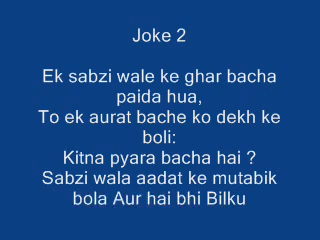 Joke 2
Ek sabzi wale ke ghar bacha
paida hua,
To ek aurat bache ko dekh ke
boli:
Kitna pyara bacha hai ?
Sabzi wala aadat ke mutabik
bola Aur hai bhi Bilku